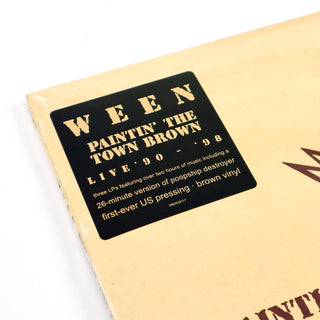 WEEN
PAINTIN' THE
TOWN BROWN
LIVE '90 - '98
three LPs featuring over two hours of music including a
26-minute version of poopship destroyer
first-ever US pressing · brown vinyl